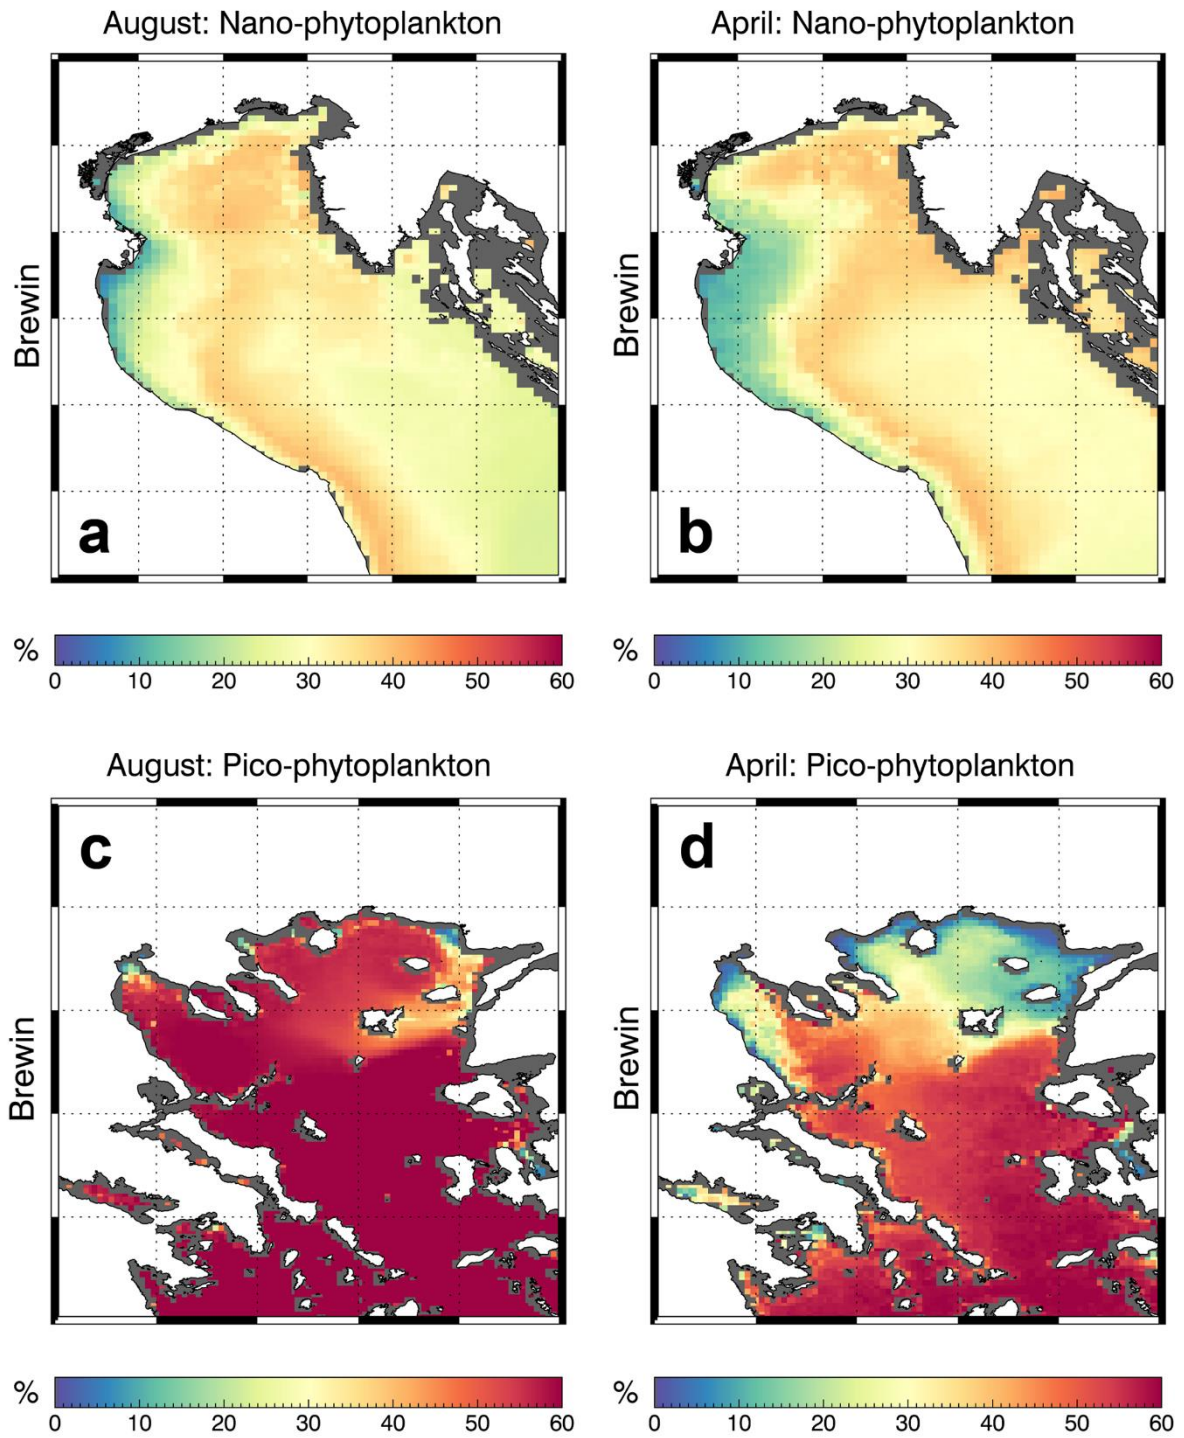 August: Nano-phytoplankton
April: Nano-phytoplankton
Brewin
a
Brewin
b
%
0 10 20 30 40 50 60
%
0 10 20 30 40 50 60
August: Pico-phytoplankton
April: Pico-phytoplankton
c
Brewin
d
Brewin
%
0 10 20 30 40 50 60
%
0 10 20 30 40 50 60